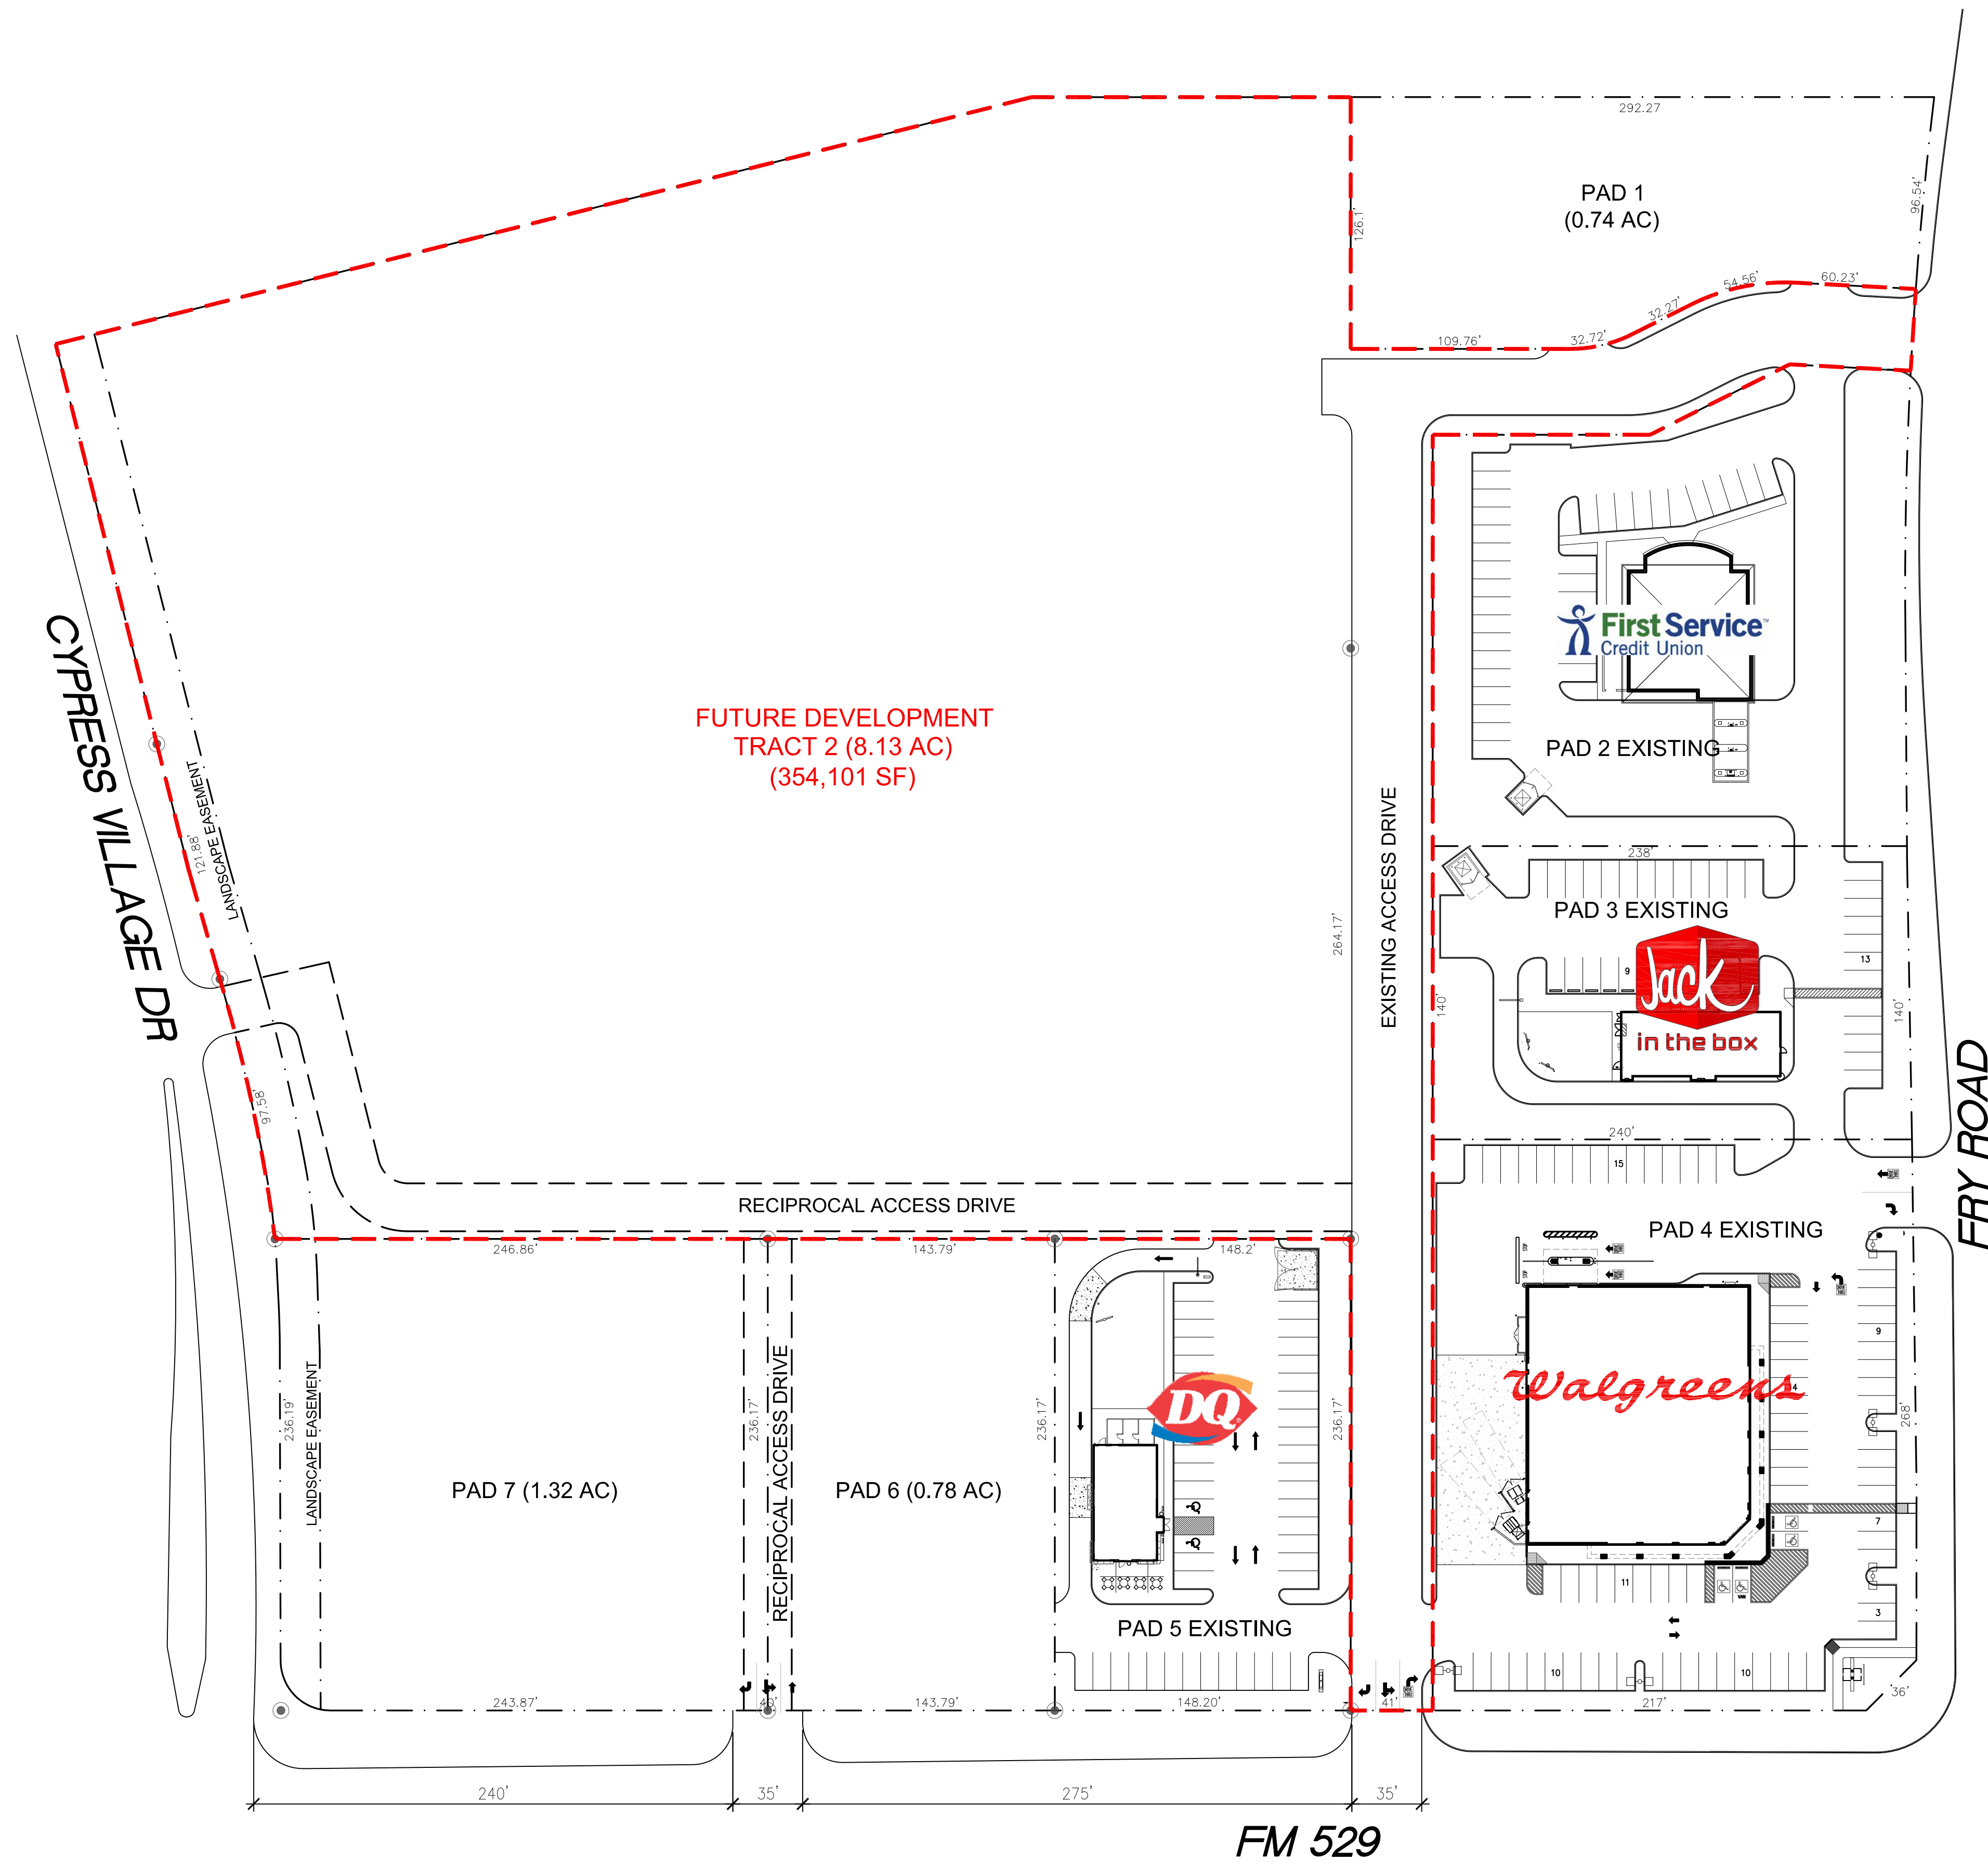 292.27
PAD 1
(0.74 AC)
96.54'
126.1'
54.56'
60.23'
32.27'
109.76'
32.72'
First Service™
Credit Union
PAD 2 EXISTING
FUTURE DEVELOPMENT
TRACT 2 (8.13 AC)
(354,101 SF)
CYPRESS VILLAGE DR
LANDSCAPE EASEMENT
121.88'
EXISTING ACCESS DRIVE
264.17'
238'
PAD 3 EXISTING
9
13
Jack
in the box
140'
140'
FRY ROAD
97.58'
240'
15
RECIPROCAL ACCESS DRIVE
PAD 4 EXISTING
246.86'
143.79'
148.2'
STOP
STOP
9
236.19'
LANDSCAPE EASEMENT
236.17'
RECIPROCAL ACCESS DRIVE
236.17'
236.17'
DQ®
Walgreens
4
268'
PAD 7 (1.32 AC)
PAD 6 (0.78 AC)
7
11
VAN
3
PAD 5 EXISTING
10
10
243.87'
40'
143.79'
148.20'
41'
217'
36'
240'
35'
275'
35'
FM 529